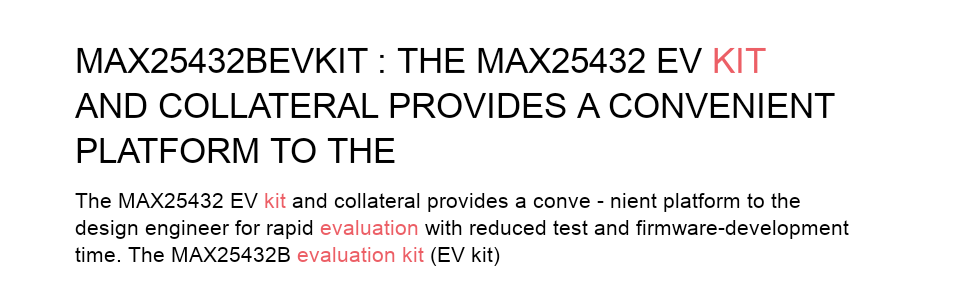 MAX25432BEVKIT : THE MAX25432 EV KIT
AND COLLATERAL PROVIDES A CONVENIENT
PLATFORM TO THE
The MAX25432 EV kit and collateral provides a conve - nient platform to the
design engineer for rapid evaluation with reduced test and firmware-development
time. The MAX25432B evaluation kit (EV kit)